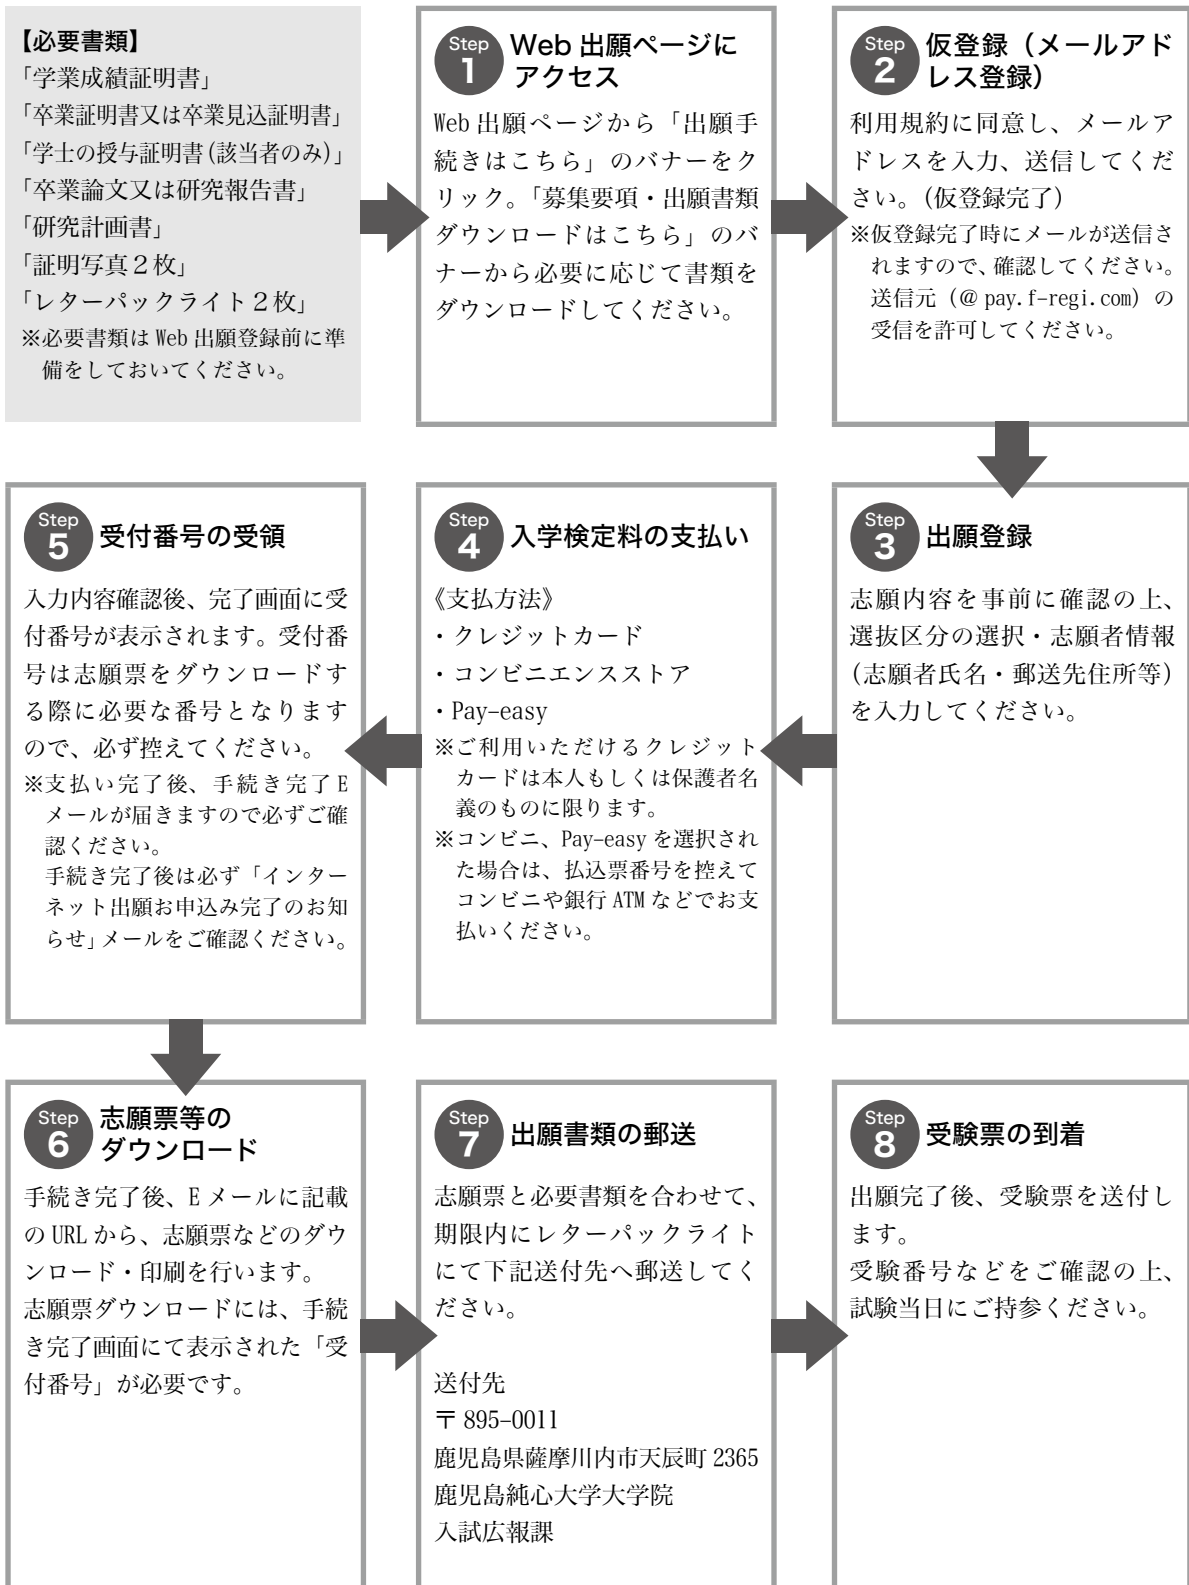 【必要書類】
「学業成績証明書」
「卒業証明書又は卒業見込証明書」
「学士の授与証明書(該当者のみ)」
「卒業論文又は研究報告書」
「研究計画書」
「証明写真２枚」
「レターパックライト２枚」
※必要書類は Web 出願登録前に準
備をしておいてください。
Step
1
Web 出願ページに
アクセス
Web 出願ページから「出願手
続きはこちら」のバナーをク
リック。「募集要項・出願書類
ダウンロードはこちら」のバ
ナーから必要に応じて書類を
ダウンロードしてください。
Step
2
仮登録（メールアド
レス登録）
利用規約に同意し、メールア
ドレスを入力、送信してくだ
さい。(仮登録完了)
※仮登録完了時にメールが送信さ
れますので、確認してください。
送信元（@ pay.f-regi.com）の
受信を許可してください。
Step
3
出願登録
志願内容を事前に確認の上、
選抜区分の選択・志願者情報
(志願者氏名・郵送先住所等)
を入力してください。
Step
4
入学検定料の支払い
《支払方法》
・クレジットカード
・コンビニエンスストア
・Pay-easy
※ご利用いただけるクレジット
カードは本人もしくは保護者名
義のものに限ります。
※コンビニ、Pay-easy を選択され
た場合は、払込票番号を控えて
コンビニや銀行 ATM などでお支
払いください。
Step
5
受付番号の受領
入力内容確認後、完了画面に受
付番号が表示されます。受付番
号は志願票をダウンロードす
る際に必要な番号となります
ので、必ず控えてください。
※支払い完了後、手続き完了 E
メールが届きますので必ずご確
認ください。
手続き完了後は必ず「インター
ネット出願お申込み完了のお知
らせ」メールをご確認ください。
Step
6
志願票等の
ダウンロード
手続き完了後、E メールに記載
の URL から、志願票などのダウ
ンロード・印刷を行います。
志願票ダウンロードには、手続
き完了画面にて表示された「受
付番号」が必要です。
Step
7
出願書類の郵送
志願票と必要書類を合わせて、
期限内にレターパックライト
にて下記送付先へ郵送してく
ださい。
送付先
〒 895-0011
鹿児島県薩摩川内市天辰町 2365
鹿児島純心大学大学院
入試広報課
Step
8
受験票の到着
出願完了後、受験票を送付し
ます。
受験番号などをご確認の上、
試験当日にご持参ください。